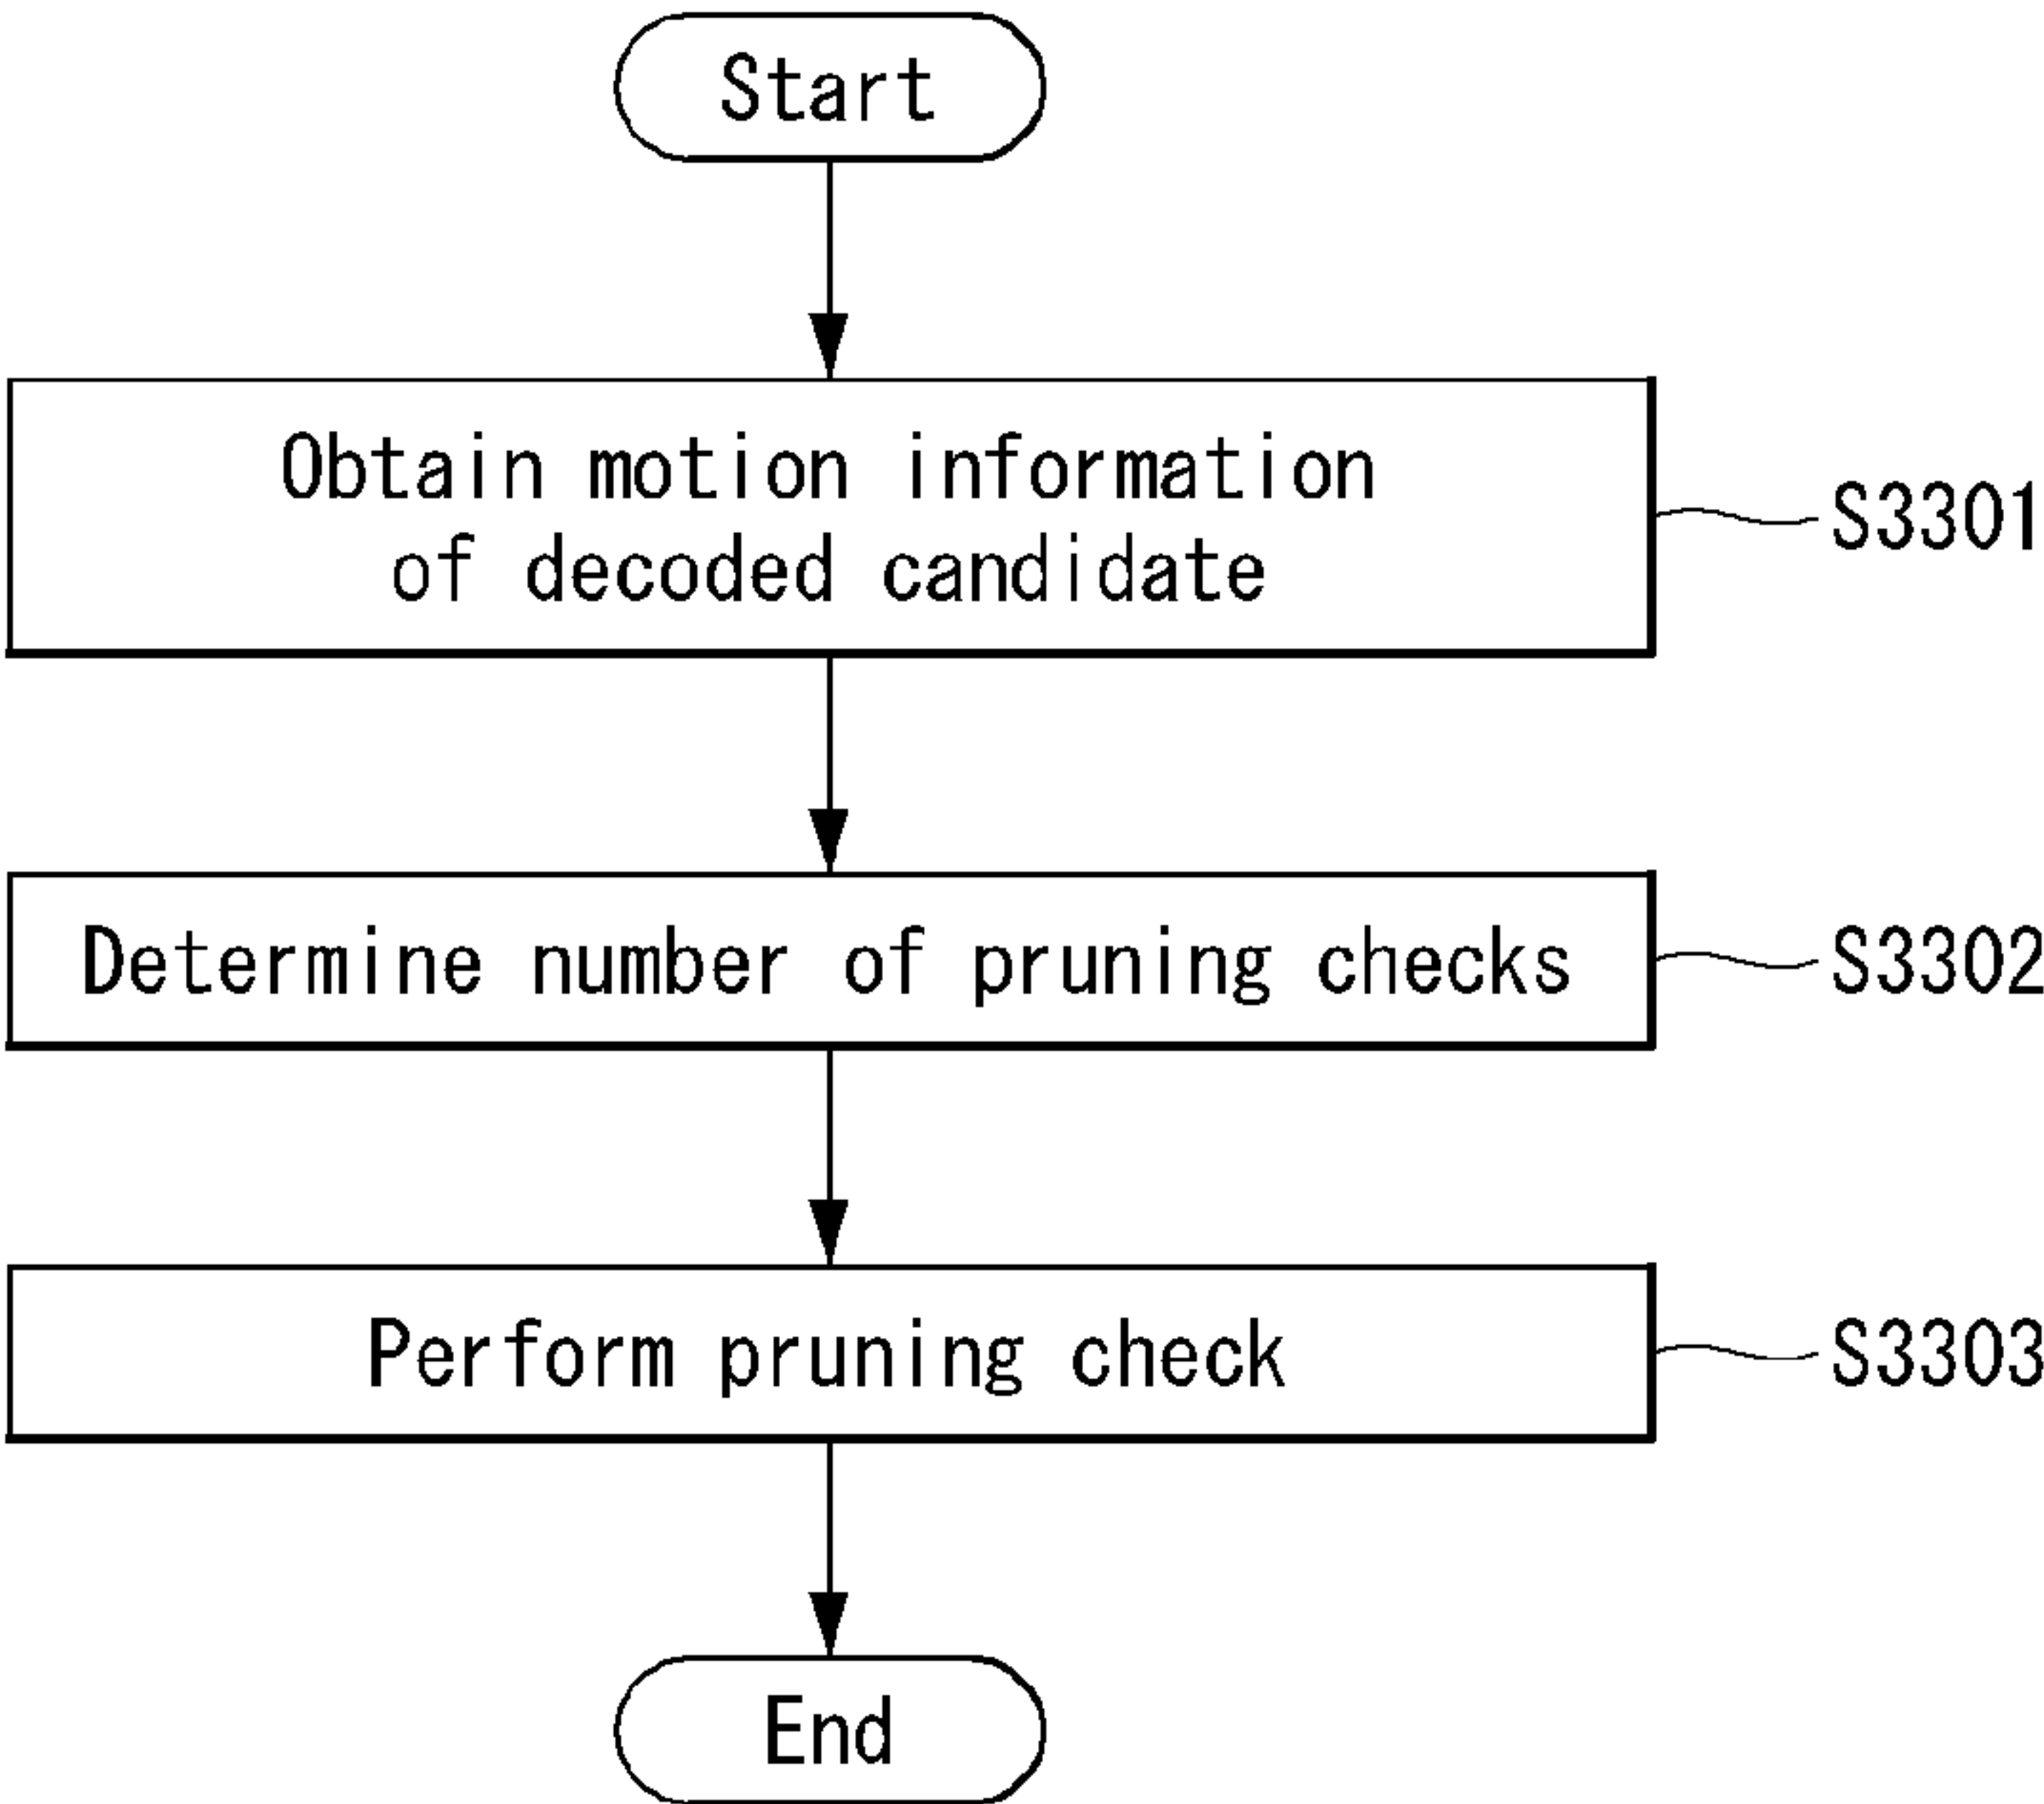 Start
Obtain motion information
of decoded candidate
S3301
Determine number of pruning checks
S3302
Perform pruning check
S3303
End